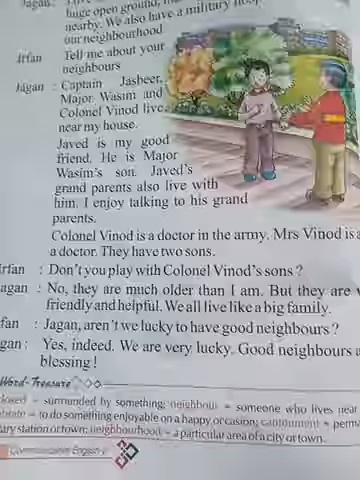 Jagan:
huge open ground,
nearby. We also have a military hosp
our neighbourhood
Irfan Tell me about your
neighbours
Jagan : Captain Jasbeer,
Major Wasim and
Colonel Vinod live
near my house.
Javed is my good
friend. He is Major
Wasim's son. Javed's
grand parents also live with
him. I enjoy talking to his grand
parents.
Colonel Vinod is a doctor in the army. Mrs Vinod is a
a doctor. They have two sons.
Irfan : Don't you play with Colonel Vinod's sons ?
agan : No, they are much older than I am. But they are v
friendly and helpful. We all live like a big family.
fan : Jagan, aren't we lucky to have good neighbours ?
gan : Yes, indeed. We are very lucky. Good neighbours a
blessing !
Word-Treasure
closed = surrounded by something; neighbour = someone who lives near
brate = to do something enjoyable on a happy occasion; cantonment = perma
ary station or town; neighbourhood = a particular area of a city or town.
Communicative English-